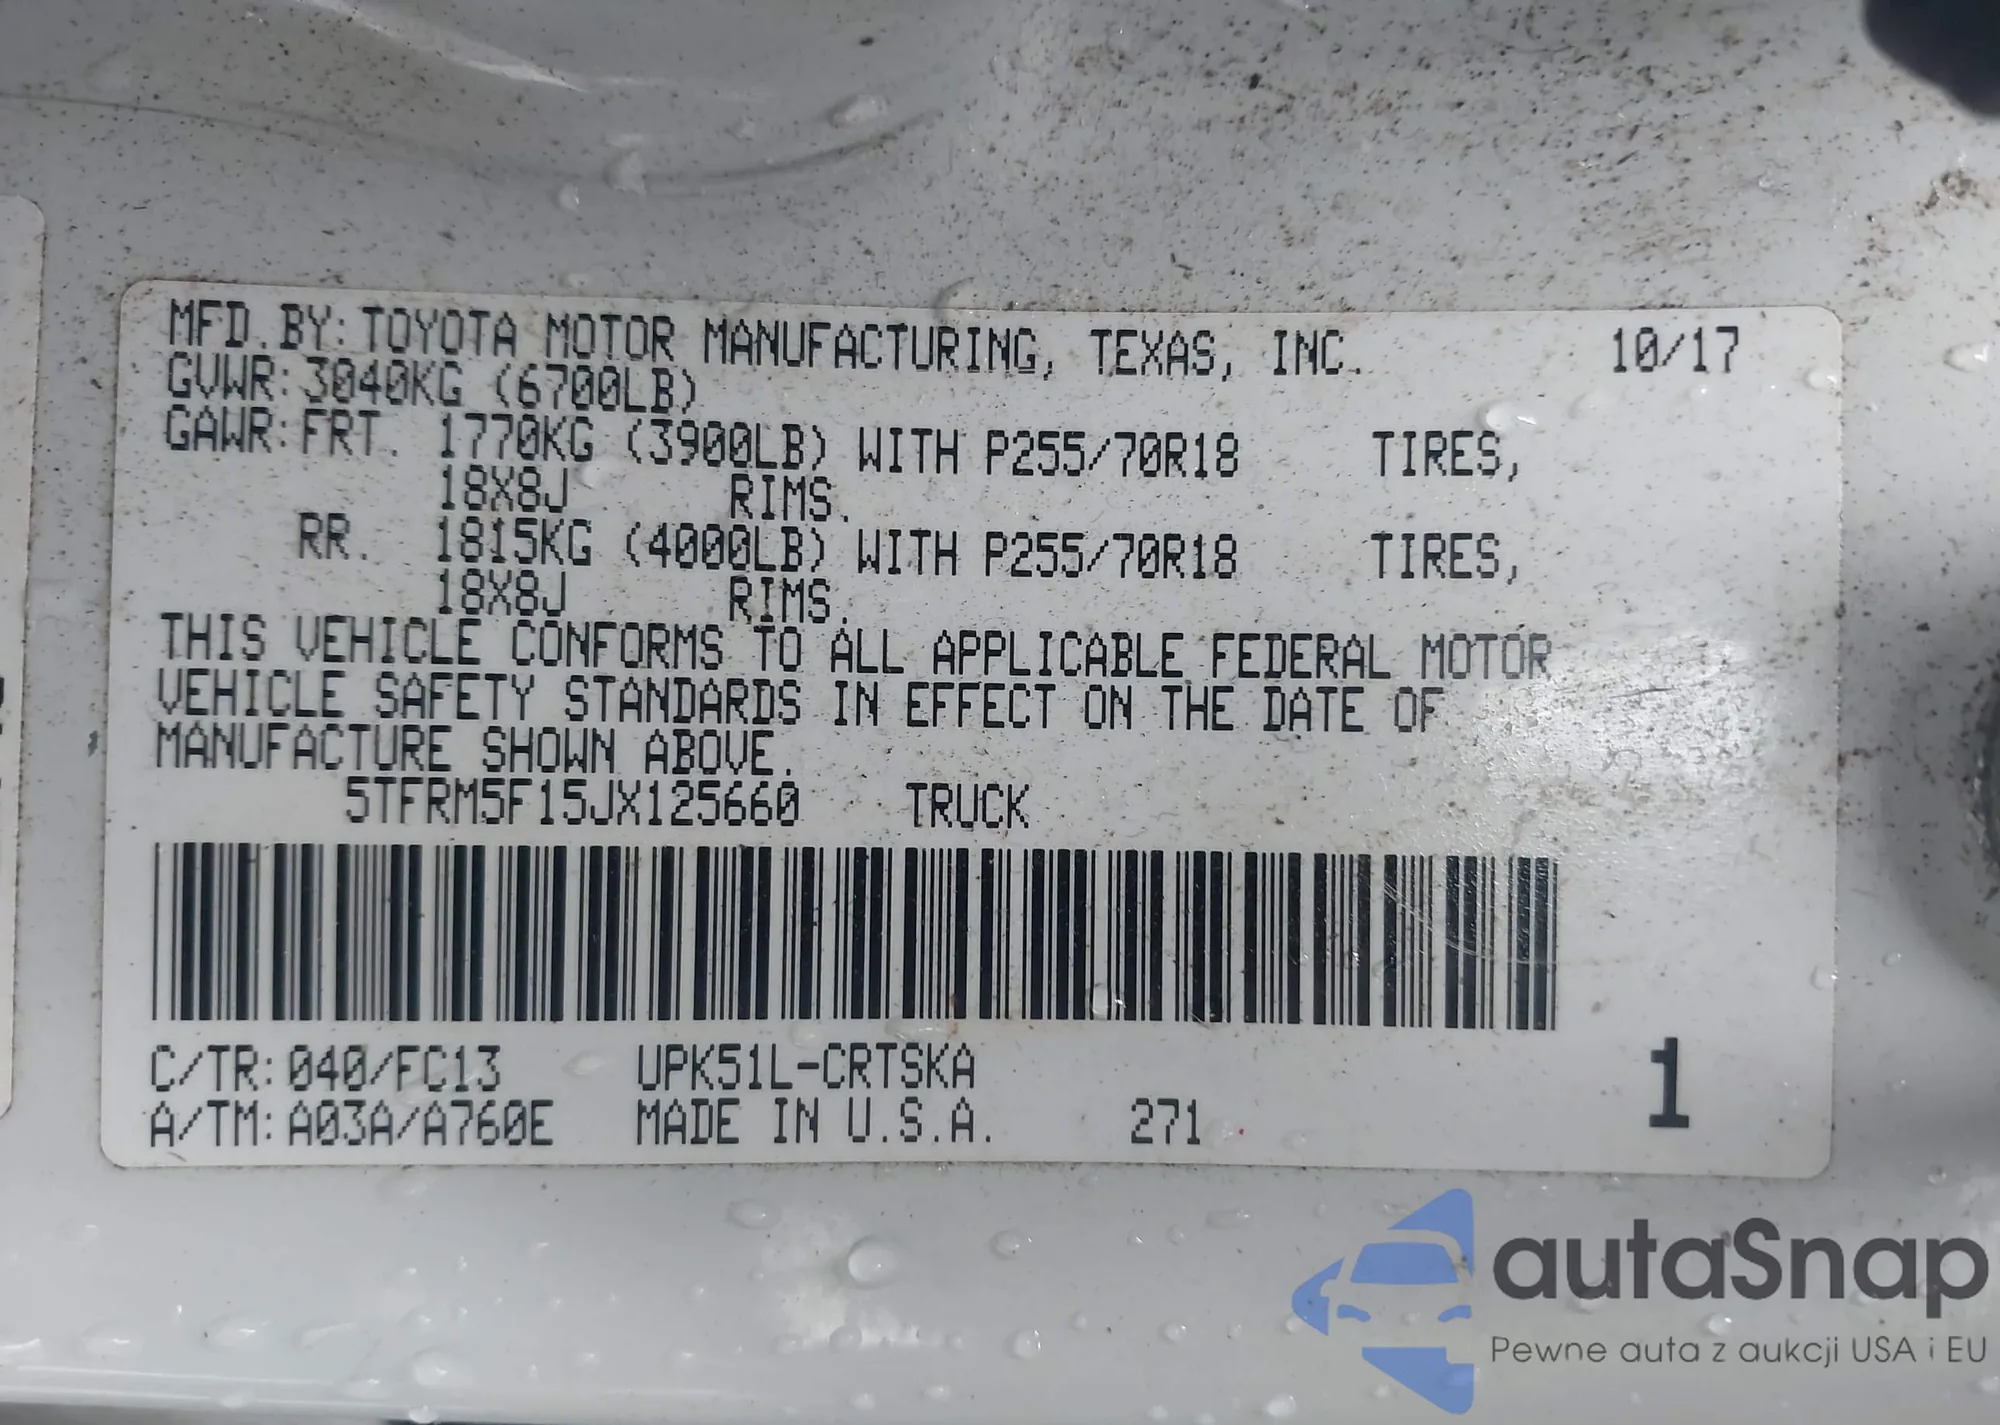 MFD. BY: TOYOTA MOTOR MANUFACTURING, TEXAS, INC. 10/17
GVWR: 3040KG (6700LB)
GAWR: FRT. 1770KG (3900LB) WITH P255/70R18 TIRES,
18X8J RIMS.
RR. 1815KG (4000LB) WITH P255/70R18 TIRES,
18X8J RIMS.
THIS VEHICLE CONFORMS TO ALL APPLICABLE FEDERAL MOTOR
VEHICLE SAFETY STANDARDS IN EFFECT ON THE DATE OF
MANUFACTURE SHOWN ABOVE.
5TFRM5F15JX125660 TRUCK
C/TR: 040/FC13 UPK51L-CRTSKA
A/TM: A03A/A760E MADE IN U.S.A. 271
1
autaSnap
Pewne auta z aukcji USA i EU